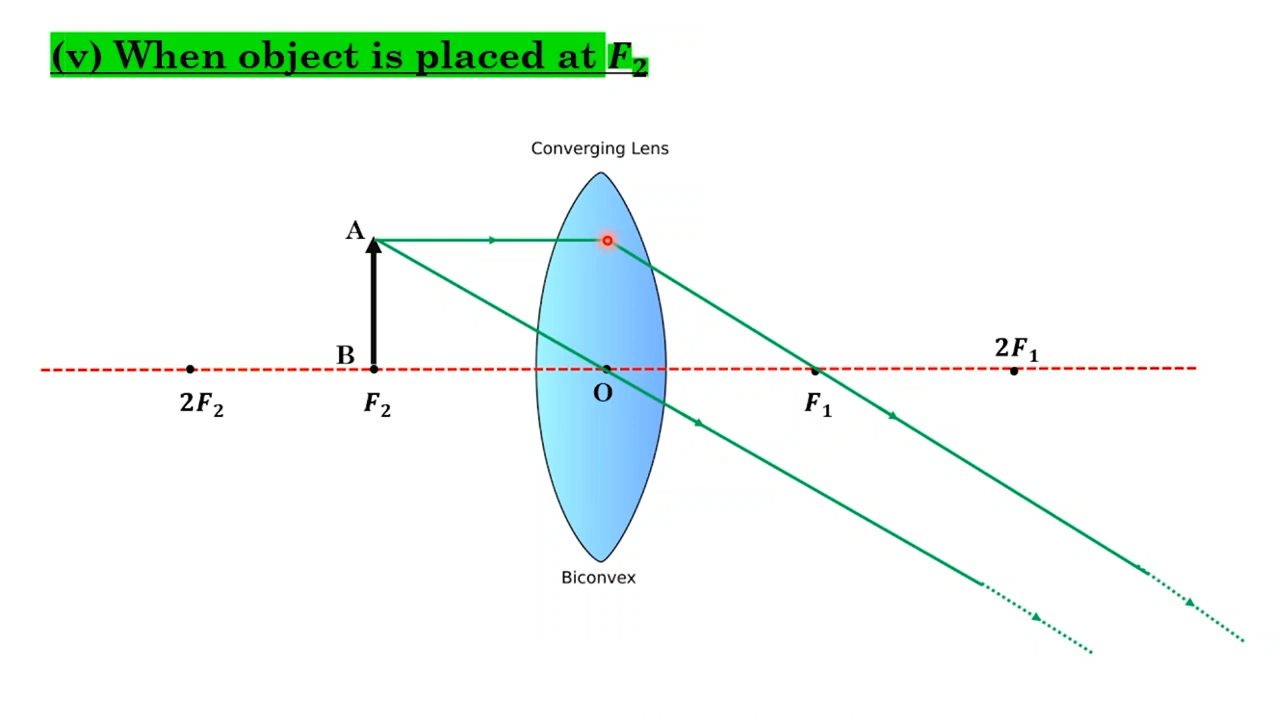 (v) When object is placed at F₂
Converging Lens
A
B
2F₁
2F₂
F₂
O
F₁
Biconvex